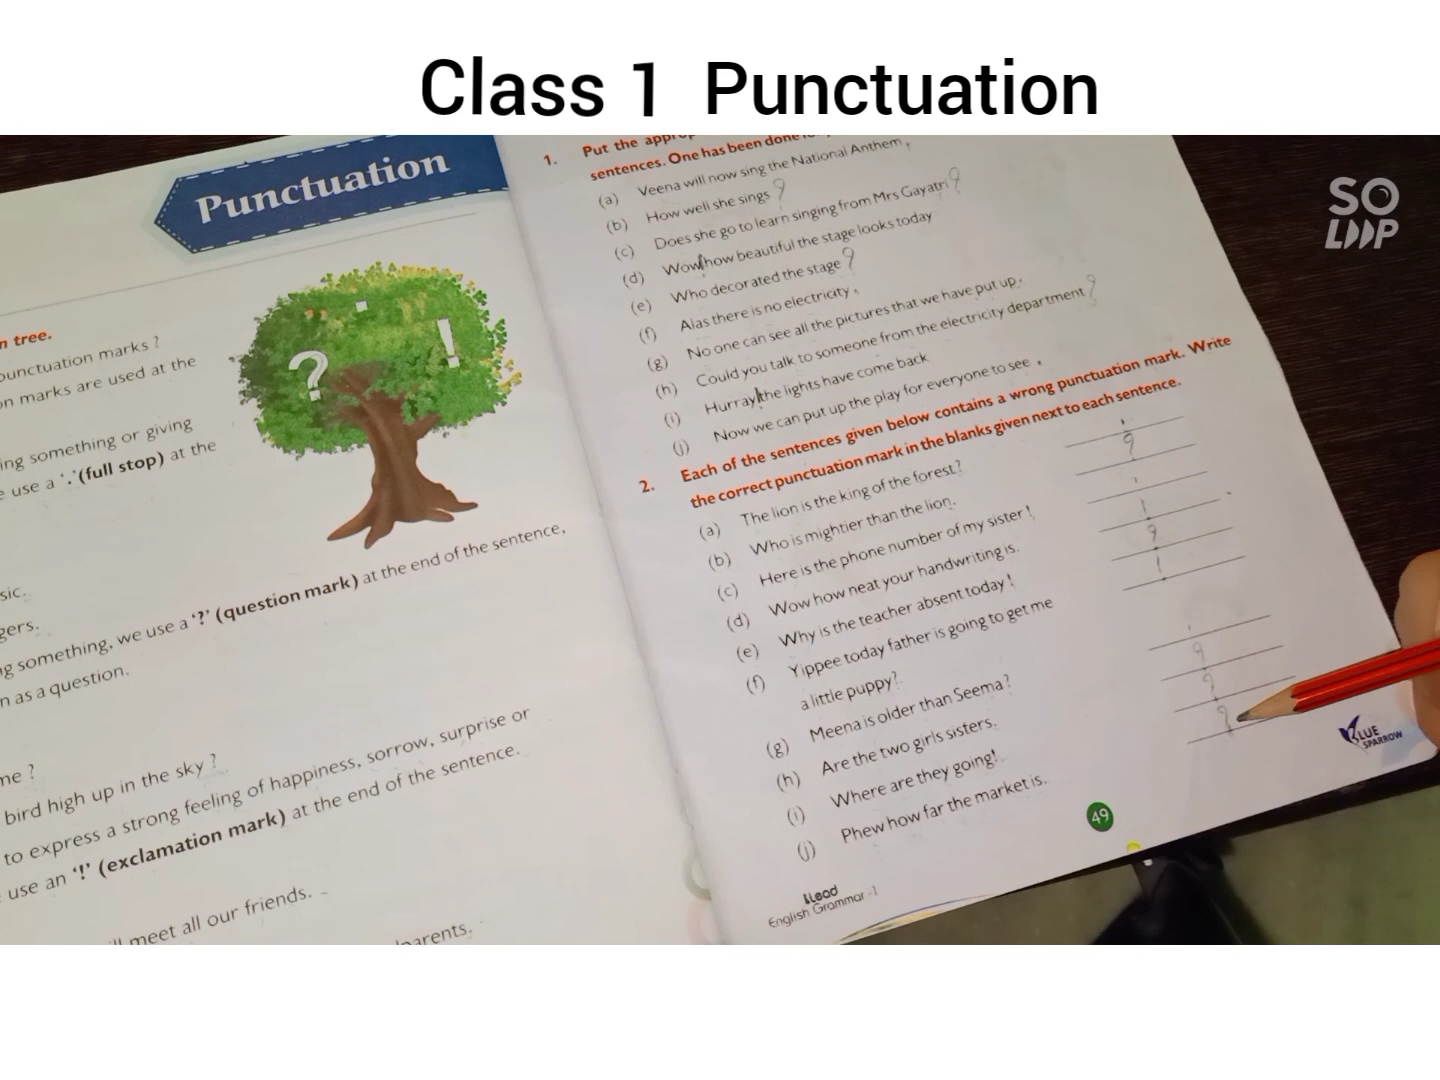 Class 1 Punctuation
SO
LOOP
Punctuation
n tree.
punctuation marks ?
on marks are used at the
ing something or giving
e use a '.' (full stop) at the
sic.
gers.
at the end of the sentence,
ng something, we use a '?' (question mark)
n as a question.
me ?
bird high up in the sky ?
to express a strong feeling of happiness, sorrow, surprise or
use an '!' (exclamation mark) at the end of the sentence.
meet all our friends.
parents.
1. Put the
sentences. One has been done
(a) Veena will now sing the National Anthem.
(b) How well she sings ?
(c) Does she go to learn singing from Mrs Gayatri ?
(d) Wow! how beautiful the stage looks today
(e) Who decorated the stage ?
(f) Alas there is no electricity.
(g) No one can see all the pictures that we have put up.
(h) Could you talk to someone from the electricity department ?
(i) Hurray! the lights have come back
(j) Now we can put up the play for everyone to see .
2. Each of the sentences given below contains a wrong punctuation mark. Write
the correct punctuation mark in the blanks given next to each sentence.
(a) The lion is the king of the forest? .
(b) Who is mightier than the lion. ?
(c) Here is the phone number of my sister! .
(d) Wow how neat your handwriting is. !
(e) Why is the teacher absent today! ?
(f) Yippee today father is going to get me !
a little puppy?
(g) Meena is older than Seema? .
(h) Are the two girls sisters. ?
(i) Where are they going! ?
(j) Phew how far the market is. ?
49
iLead
English Grammar -1
BLUE
SPARROW